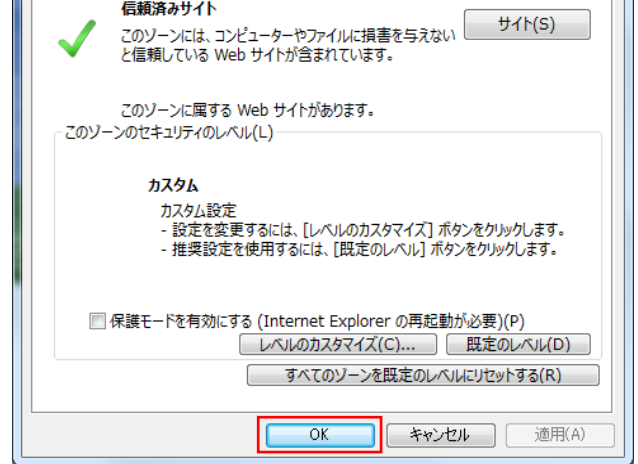 信頼済みサイト
このゾーンには、コンピューターやファイルに損害を与えない
と信頼している Web サイトが含まれています。
サイト(S)
このゾーンに属する Web サイトがあります。
このゾーンのセキュリティのレベル(L)
カスタム
カスタム設定
- 設定を変更するには、[レベルのカスタマイズ] ボタンをクリックします。
- 推奨設定を使用するには、[既定のレベル] ボタンをクリックします。
保護モードを有効にする (Internet Explorer の再起動が必要)(P)
レベルのカスタマイズ(C)... 既定のレベル(D)
すべてのゾーンを既定のレベルにリセットする(R)
OK キャンセル 適用(A)